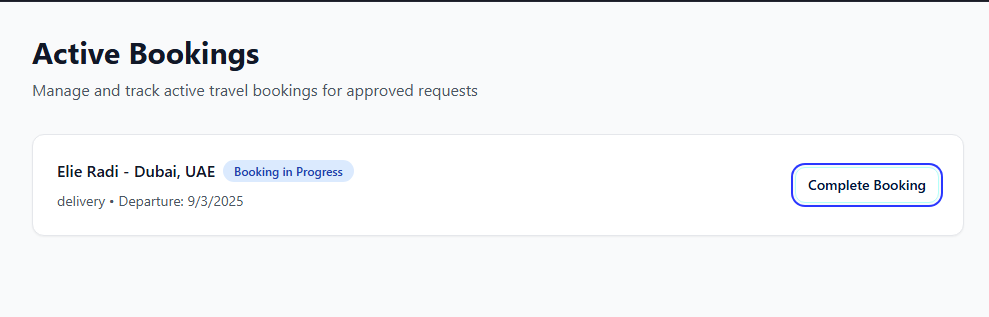 Active Bookings
Manage and track active travel bookings for approved requests
Elie Radi - Dubai, UAE Booking in Progress
delivery • Departure: 9/3/2025
Complete Booking